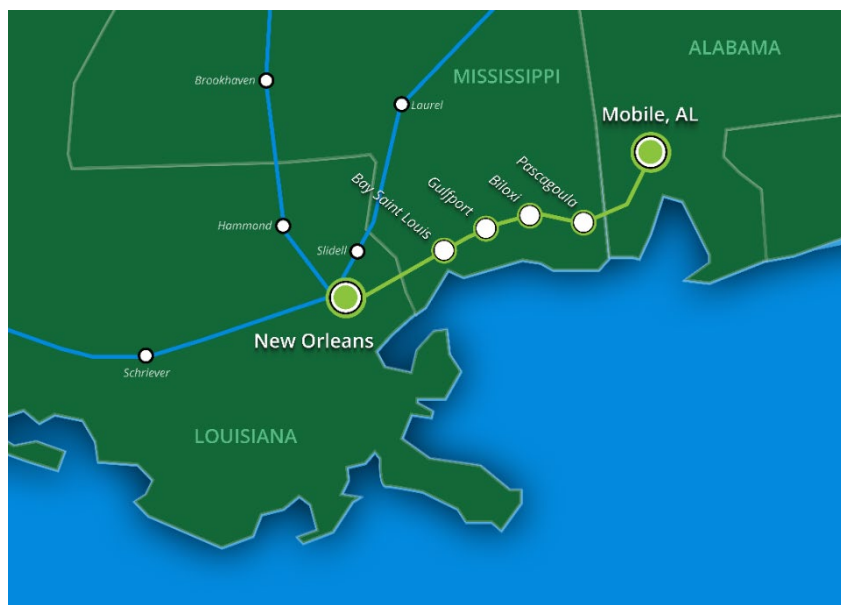 ALABAMA
MISSISSIPPI
Brookhaven
Laurel
Mobile, AL
Pascagoula
Biloxi
Gulfport
Bay Saint Louis
Hammond
Slidell
New Orleans
Schriever
LOUISIANA